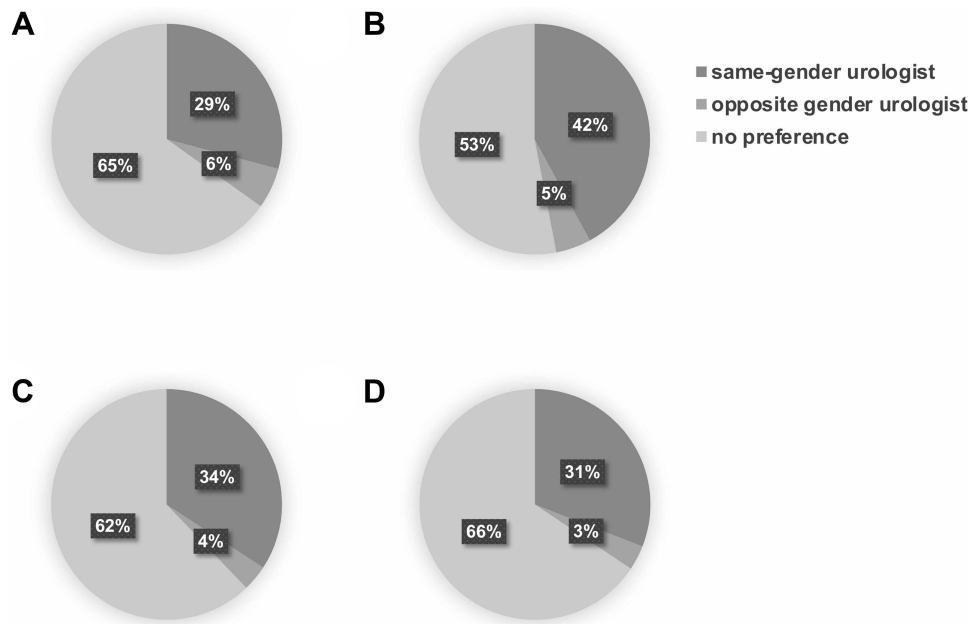 A
29%
6%
65%
B
42%
5%
53%
same-gender urologist
opposite gender urologist
no preference
C
34%
4%
62%
D
31%
3%
66%